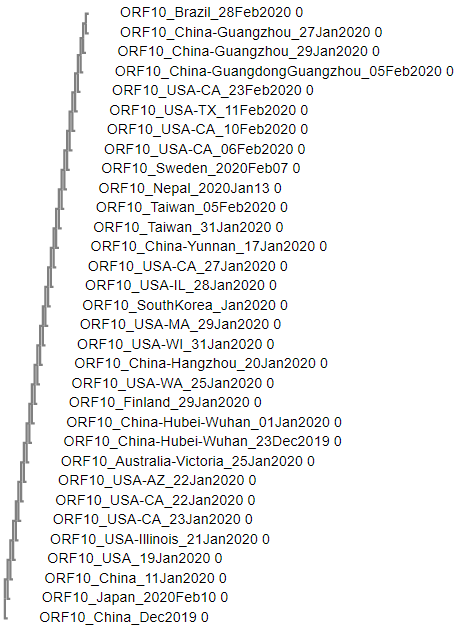 ORF10_Brazil_28Feb2020 0
ORF10_China-Guangzhou_27Jan2020 0
ORF10_China-Guangzhou_29Jan2020 0
ORF10_China-GuangdongGuangzhou_05Feb2020 0
ORF10_USA-CA_23Feb2020 0
ORF10_USA-TX_11Feb2020 0
ORF10_USA-CA_10Feb2020 0
ORF10_USA-CA_06Feb2020 0
ORF10_Sweden_2020Feb07 0
ORF10_Nepal_2020Jan13 0
ORF10_Taiwan_05Feb2020 0
ORF10_Taiwan_31Jan2020 0
ORF10_China-Yunnan_17Jan2020 0
ORF10_USA-CA_27Jan2020 0
ORF10_USA-IL_28Jan2020 0
ORF10_SouthKorea_Jan2020 0
ORF10_USA-MA_29Jan2020 0
ORF10_USA-WI_31Jan2020 0
ORF10_China-Hangzhou_20Jan2020 0
ORF10_USA-WA_25Jan2020 0
ORF10_Finland_29Jan2020 0
ORF10_China-Hubei-Wuhan_01Jan2020 0
ORF10_China-Hubei-Wuhan_23Dec2019 0
ORF10_Australia-Victoria_25Jan2020 0
ORF10_USA-AZ_22Jan2020 0
ORF10_USA-CA_22Jan2020 0
ORF10_USA-CA_23Jan2020 0
ORF10_USA-Illinois_21Jan2020 0
ORF10_USA_19Jan2020 0
ORF10_China_11Jan2020 0
ORF10_Japan_2020Feb10 0
ORF10_China_Dec2019 0